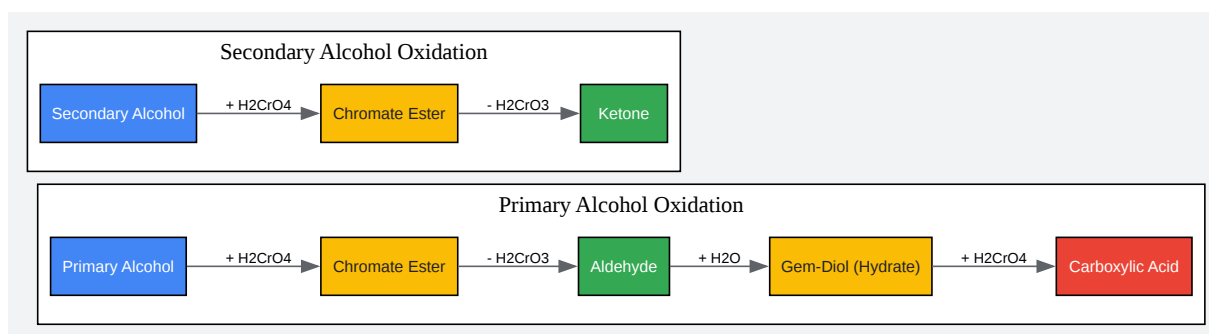 Secondary Alcohol Oxidation
Secondary Alcohol
+ H2CrO4
Chromate Ester
- H2CrO3
Ketone
Primary Alcohol Oxidation
Primary Alcohol
+ H2CrO4
Chromate Ester
- H2CrO3
Aldehyde
+ H2O
Gem-Diol (Hydrate)
+ H2CrO4
Carboxylic Acid